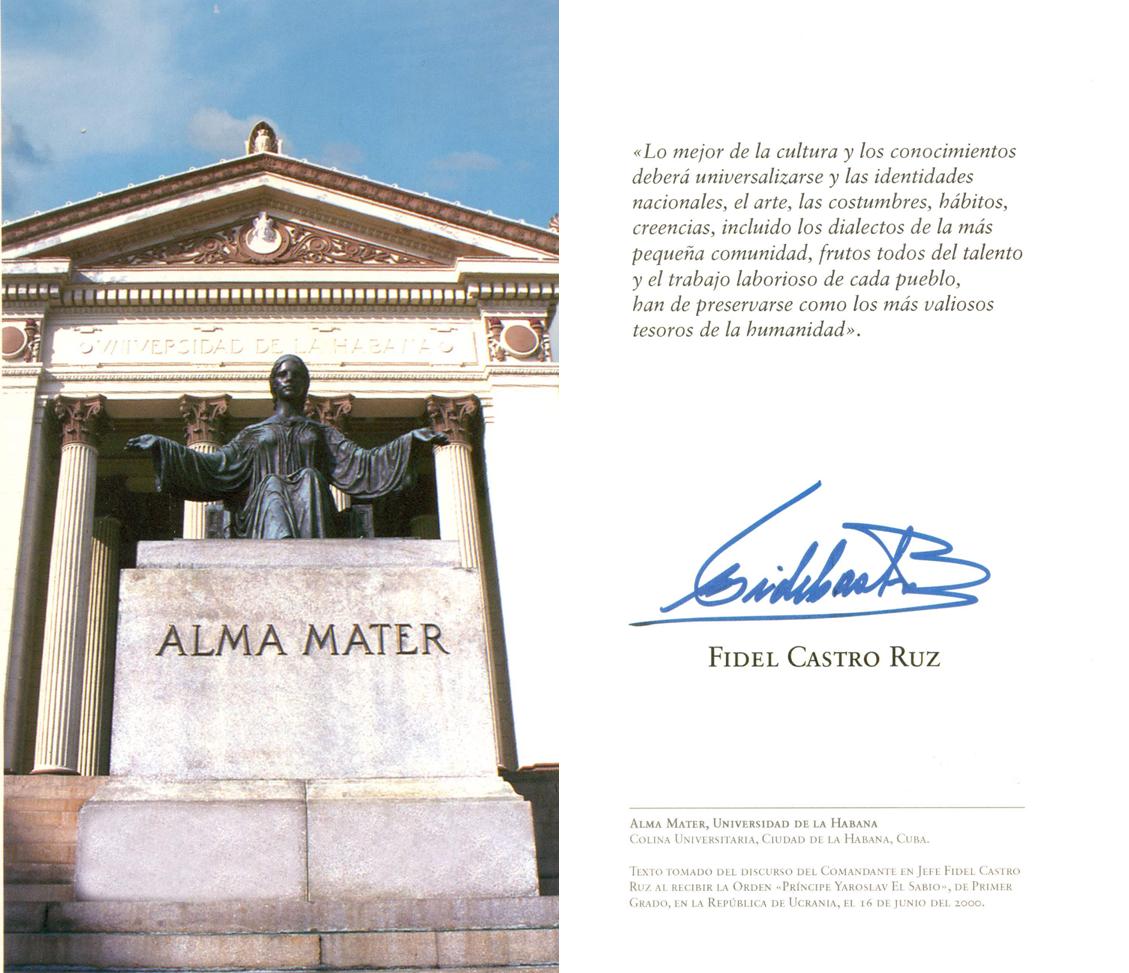 VNIVERSIDAD DE LA HABANA
ALMA MATER
«Lo mejor de la cultura y los conocimientos
deberá universalizarse y las identidades
nacionales, el arte, las costumbres, hábitos,
creencias, incluido los dialectos de la más
pequeña comunidad, frutos todos del talento
y el trabajo laborioso de cada pueblo,
han de preservarse como los más valiosos
tesoros de la humanidad».
Fidel Castro
Fidel Castro Ruz
Alma Mater, Universidad de la Habana
Colina Universitaria, Ciudad de la Habana, Cuba.
Texto tomado del discurso del Comandante en Jefe Fidel Castro
Ruz al recibir la Orden «Príncipe Yaroslav El Sabio», de Primer
Grado, en la República de Ucrania, el 16 de junio del 2000.